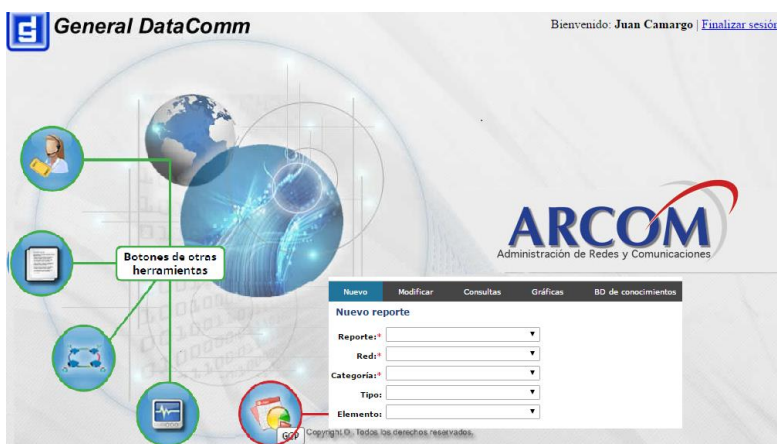 General DataComm
Bienvenido: Juan Camargo | Finalizar sesión
Botones de otras
herramientas
ARCOM
Administración de Redes y Comunicaciones
Nuevo Modificar Consultas Gráficas BD de conocimientos
Nuevo reporte
Reporte:*
Red:*
Categoría:*
Tipo:
Elemento:
Copyright © Todos los derechos reservados.